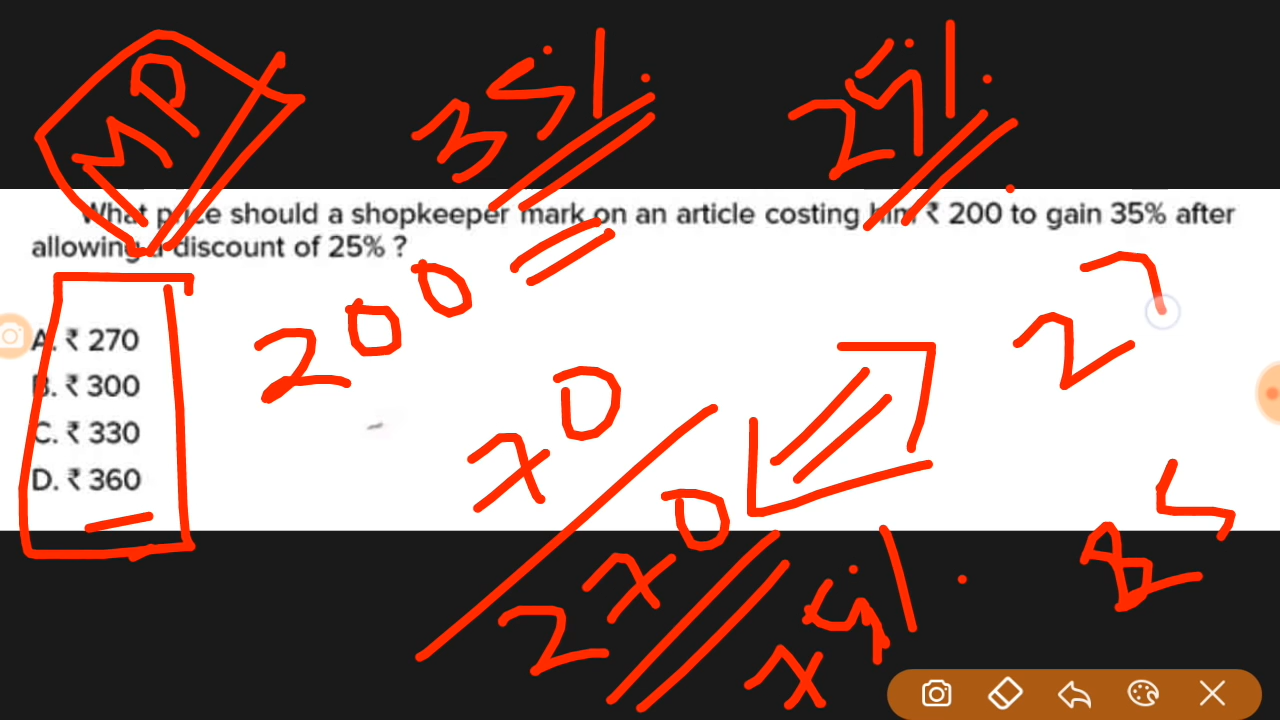 MP 35% 25%
What price should a shopkeeper mark on an article costing him ₹ 200 to gain 35% after
allowing a discount of 25% ?
200
A. ₹ 270
B. ₹ 300
C. ₹ 330
D. ₹ 360
70
270
75%
27
85